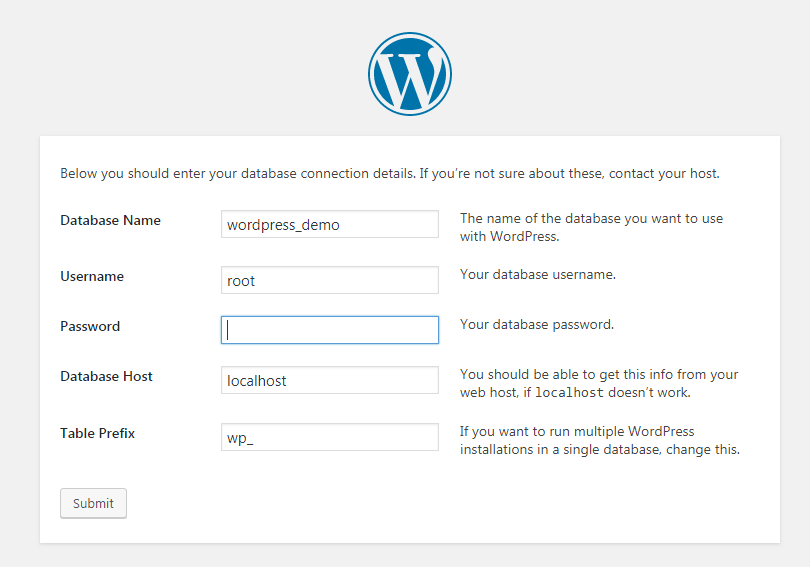 Below you should enter your database connection details. If you’re not sure about these, contact your host.
Database Name
wordpress_demo
The name of the database you want to use
with WordPress.
Username
root
Your database username.
Password
Your database password.
Database Host
localhost
You should be able to get this info from your
web host, if localhost doesn’t work.
Table Prefix
wp_
If you want to run multiple WordPress
installations in a single database, change this.
Submit